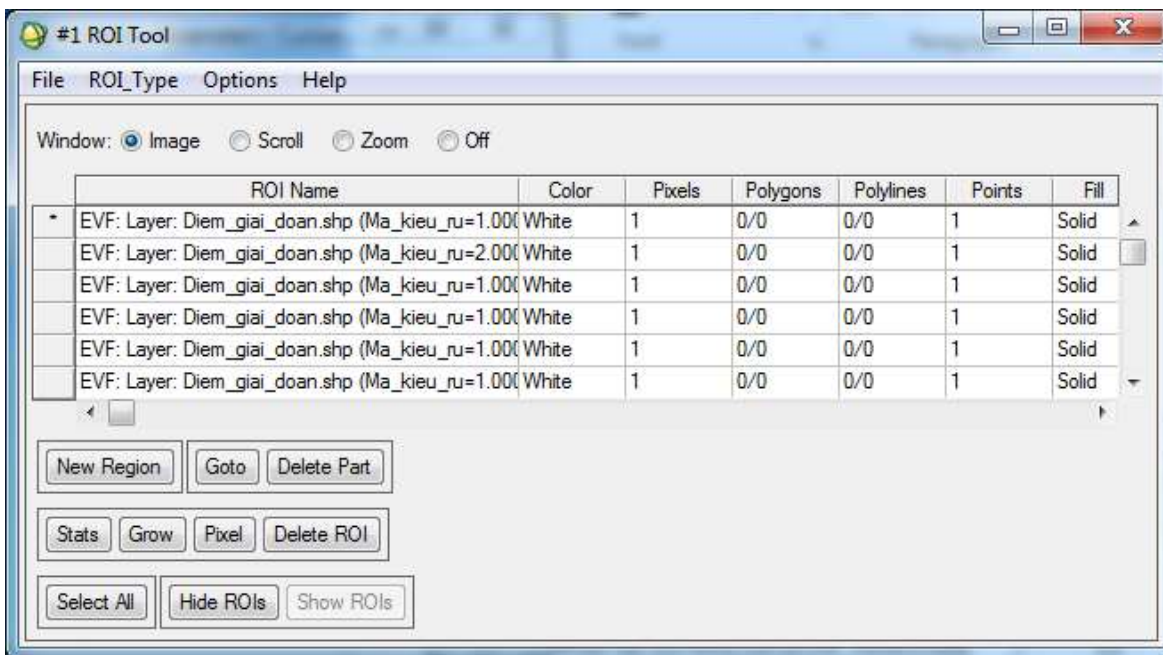 #1 ROI Tool
File ROI_Type Options Help
Window: Image Scroll Zoom Off
ROI Name Color Pixels Polygons Polylines Points Fill
* EVF: Layer: Diem_giai_doan.shp (Ma_kieu_ru=1.000 White 1 0/0 0/0 1 Solid
EVF: Layer: Diem_giai_doan.shp (Ma_kieu_ru=2.000 White 1 0/0 0/0 1 Solid
EVF: Layer: Diem_giai_doan.shp (Ma_kieu_ru=1.000 White 1 0/0 0/0 1 Solid
EVF: Layer: Diem_giai_doan.shp (Ma_kieu_ru=1.000 White 1 0/0 0/0 1 Solid
EVF: Layer: Diem_giai_doan.shp (Ma_kieu_ru=1.000 White 1 0/0 0/0 1 Solid
EVF: Layer: Diem_giai_doan.shp (Ma_kieu_ru=1.000 White 1 0/0 0/0 1 Solid
New Region Goto Delete Part
Stats Grow Pixel Delete ROI
Select All Hide ROIs Show ROIs